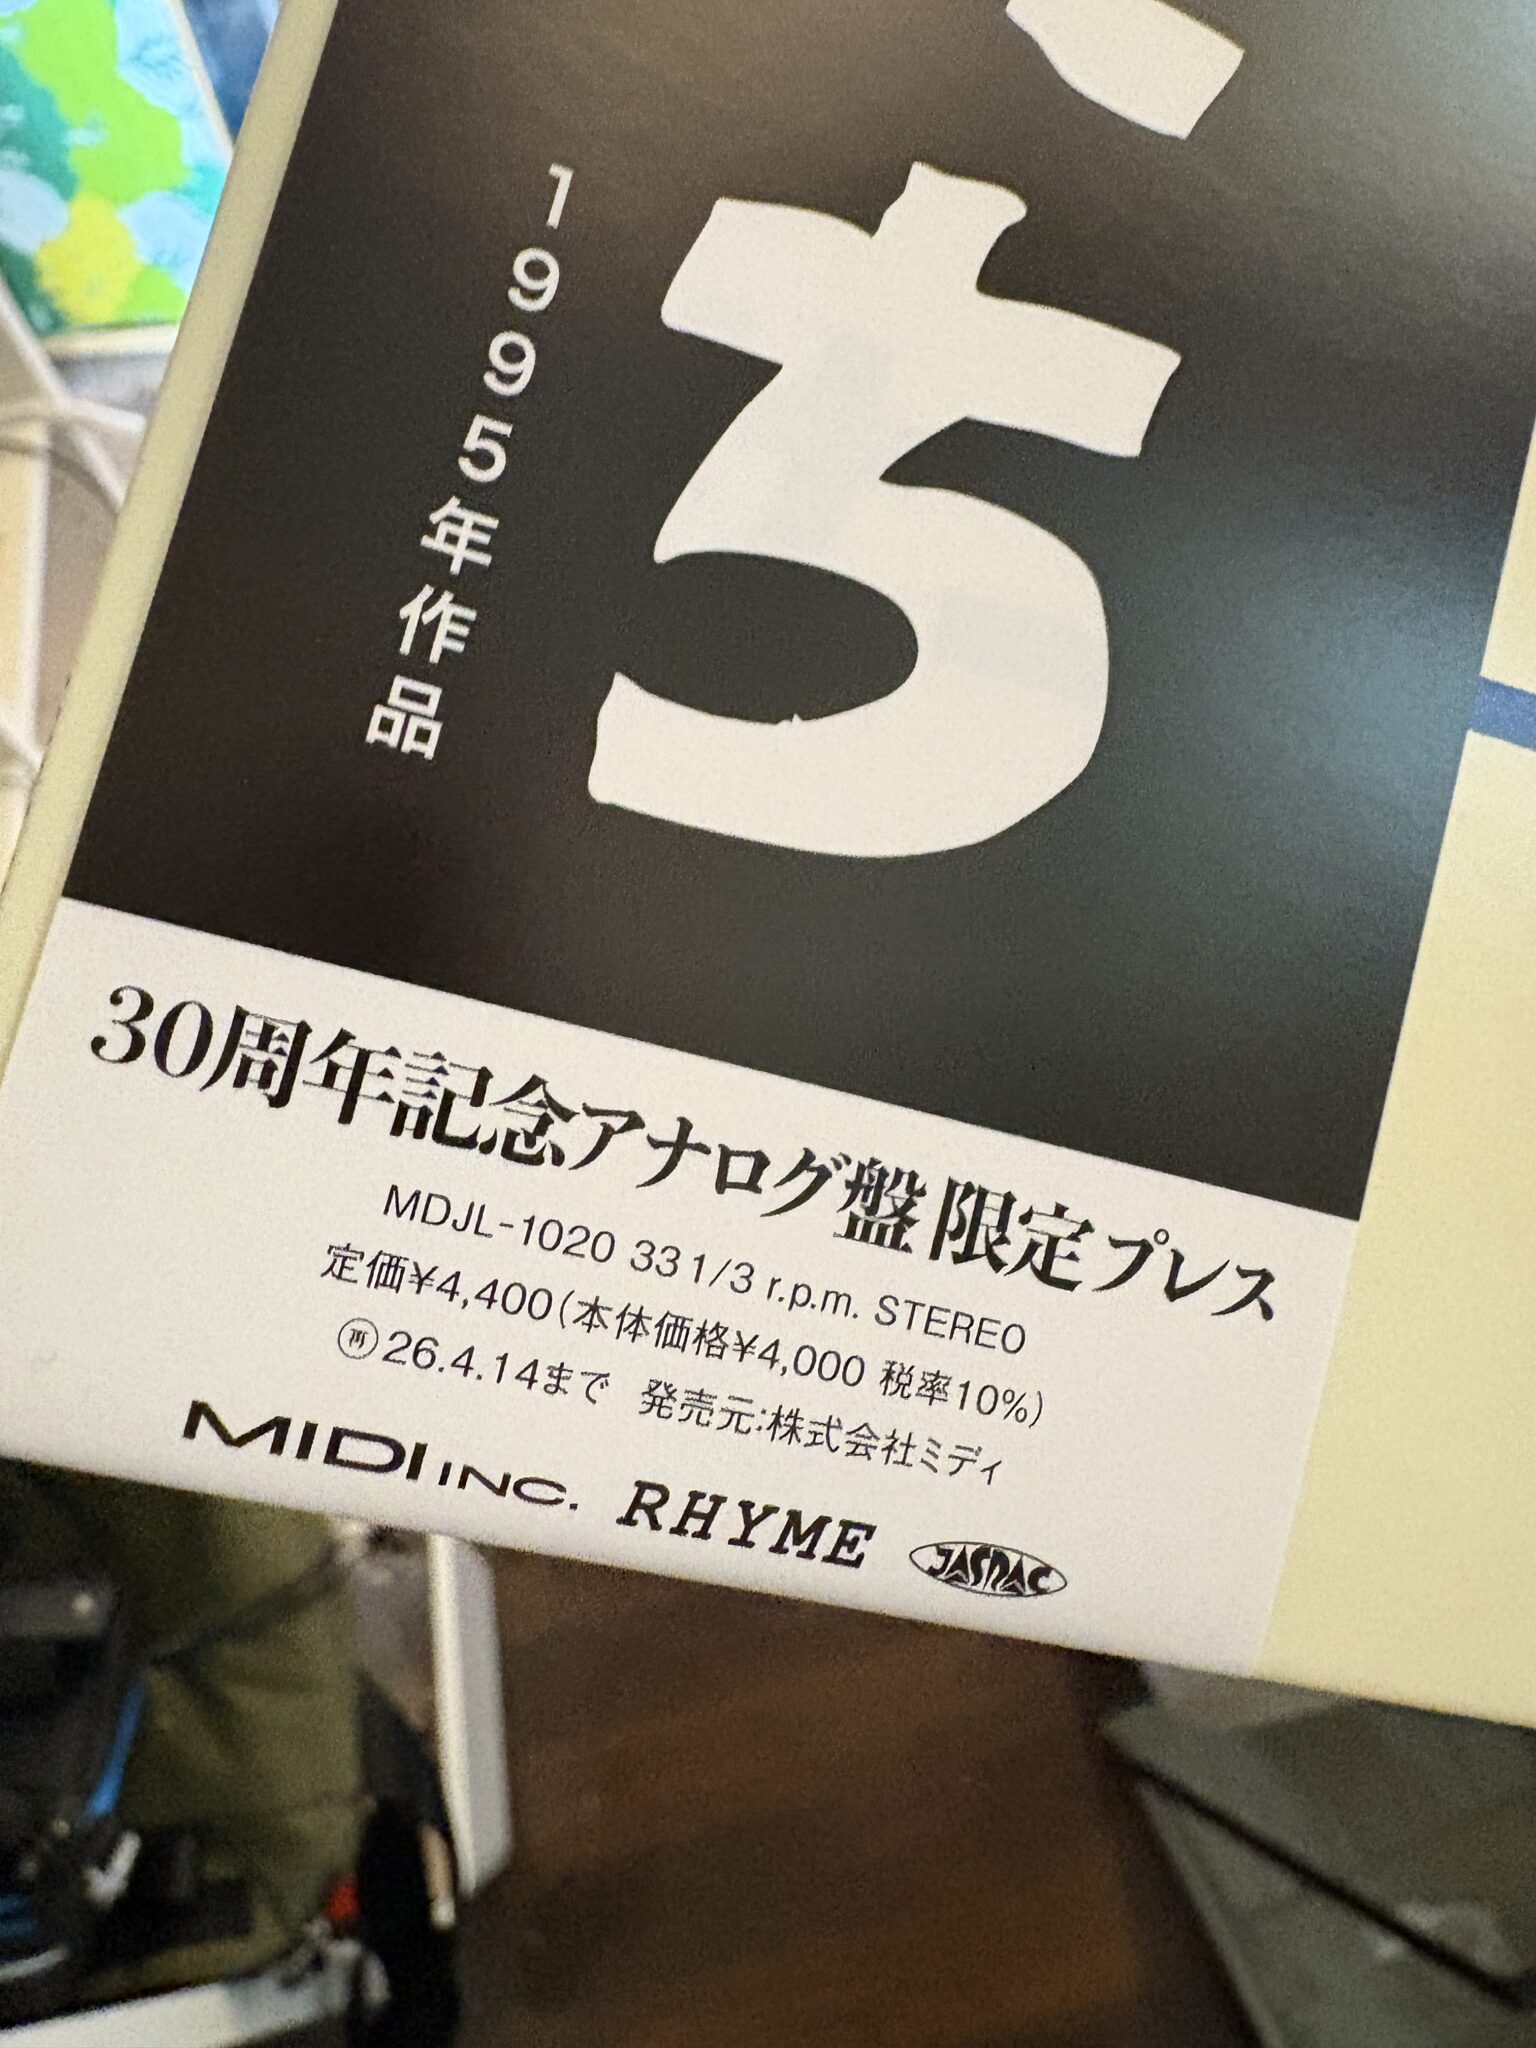 ち
1995年作品
30周年記念アナログ盤 限定プレス
MDJL-1020 33 1/3 r.p.m. STEREO
定価¥4,400(本体価格¥4,000 税率10%)
㋣26.4.14まで 発売元:株式会社ミディ
MIDI INC. RHYME JASRAC